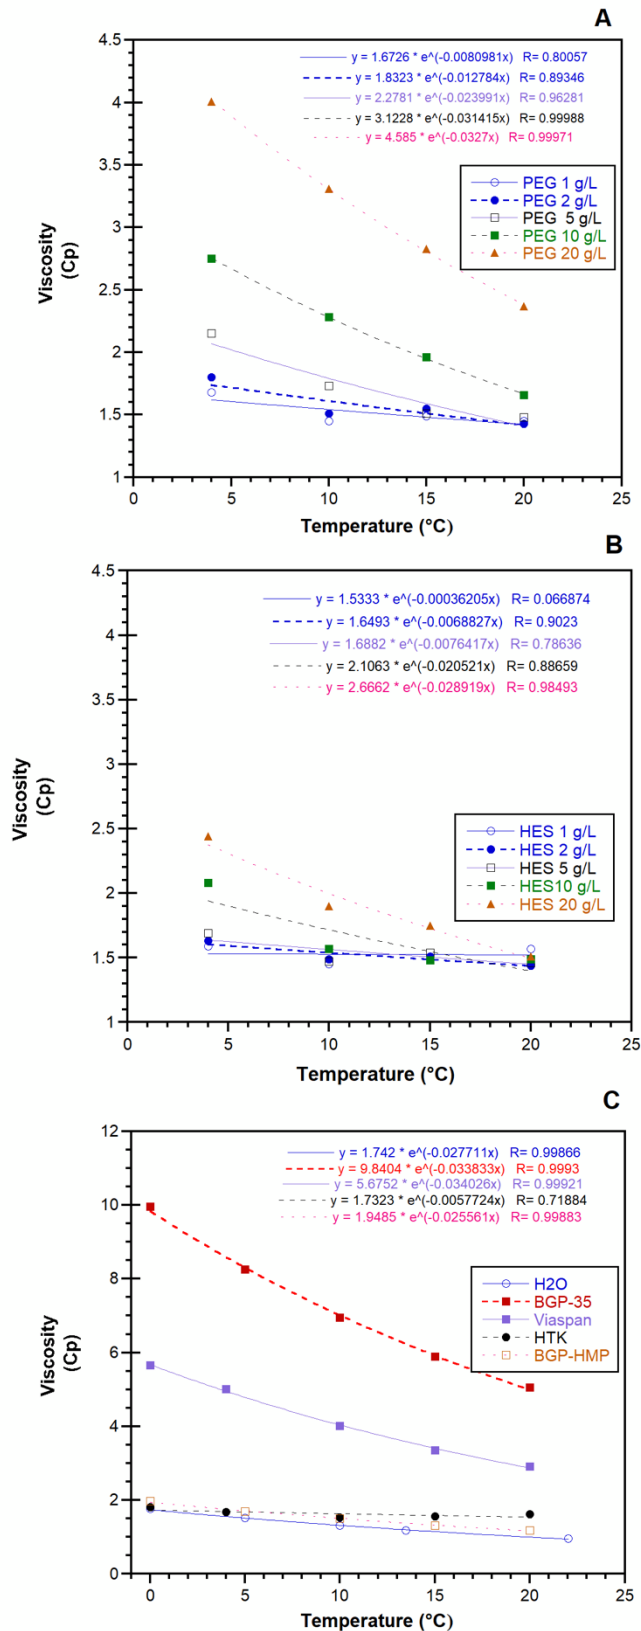 A
4.5
y = 1.6726 * e^(-0.0080981x) R= 0.80057
y = 1.8323 * e^(-0.012784x) R= 0.89346
y = 2.2781 * e^(-0.023991x) R= 0.96281
y = 3.1228 * e^(-0.031415x) R= 0.99988
y = 4.585 * e^(-0.0327x) R= 0.99971
4
3.5
PEG 1 g/L
PEG 2 g/L
PEG 5 g/L
PEG 10 g/L
PEG 20 g/L
3
Viscosity
(Cp)
2.5
2
1.5
1
0 5 10 15 20 25
Temperature (°C)
B
4.5
y = 1.5333 * e^(-0.00036205x) R= 0.066874
y = 1.6493 * e^(-0.0068827x) R= 0.9023
y = 1.6882 * e^(-0.0076417x) R= 0.78636
y = 2.1063 * e^(-0.020521x) R= 0.88659
y = 2.6662 * e^(-0.028919x) R= 0.98493
4
3.5
3
Viscosity
(Cp)
2.5
HES 1 g/L
HES 2 g/L
HES 5 g/L
HES10 g/L
HES 20 g/L
2
1.5
1
0 5 10 15 20 25
Temperature (°C)
C
12
y = 1.742 * e^(-0.027711x) R= 0.99866
y = 9.8404 * e^(-0.033833x) R= 0.9993
y = 5.6752 * e^(-0.034026x) R= 0.99921
y = 1.7323 * e^(-0.0057724x) R= 0.71884
y = 1.9485 * e^(-0.025561x) R= 0.99883
10
8
H2O
BGP-35
Viaspan
HTK
BGP-HMP
Viscosity
(Cp)
6
4
2
0
0 5 10 15 20 25
Temperature (°C)